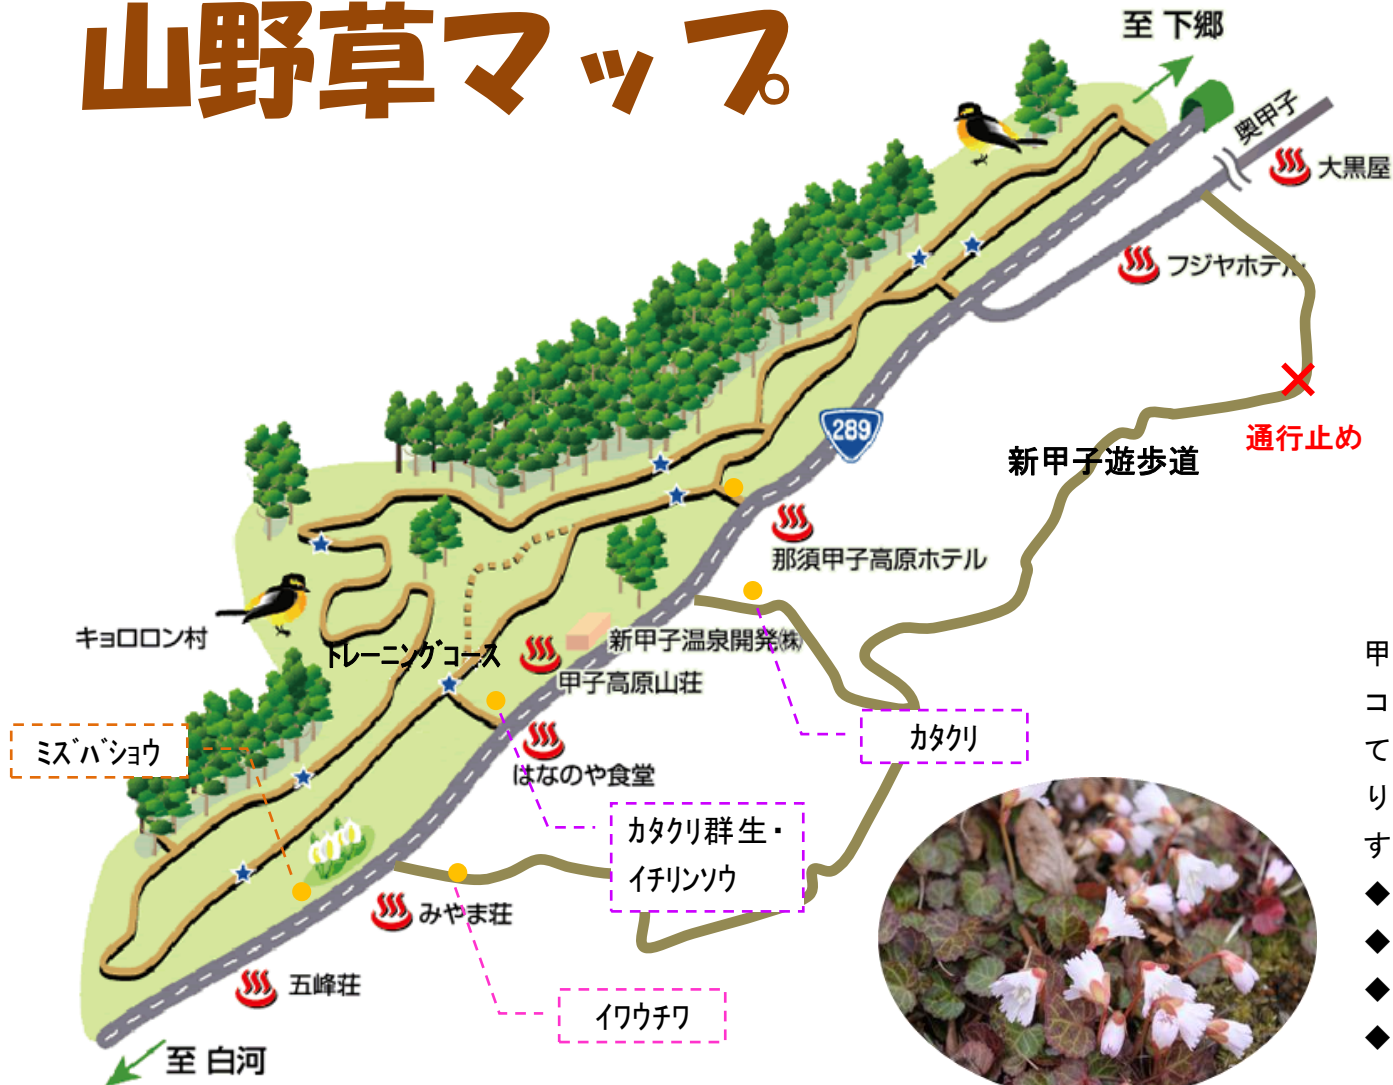 山野草マップ
至 下郷
奥甲子
大黒屋
フジヤホテル
289
通行止め
新甲子遊歩道
那須甲子高原ホテル
キョロロン村
新甲子温泉開発㈱
トレーニングコース
甲子高原山荘
カタクリ
ミズバショウ
はなのや食堂
カタクリ群生・
イチリンソウ
みやま荘
五峰荘
イワウチワ
至 白河
甲
コ
て
り
す
◆
◆
◆
◆